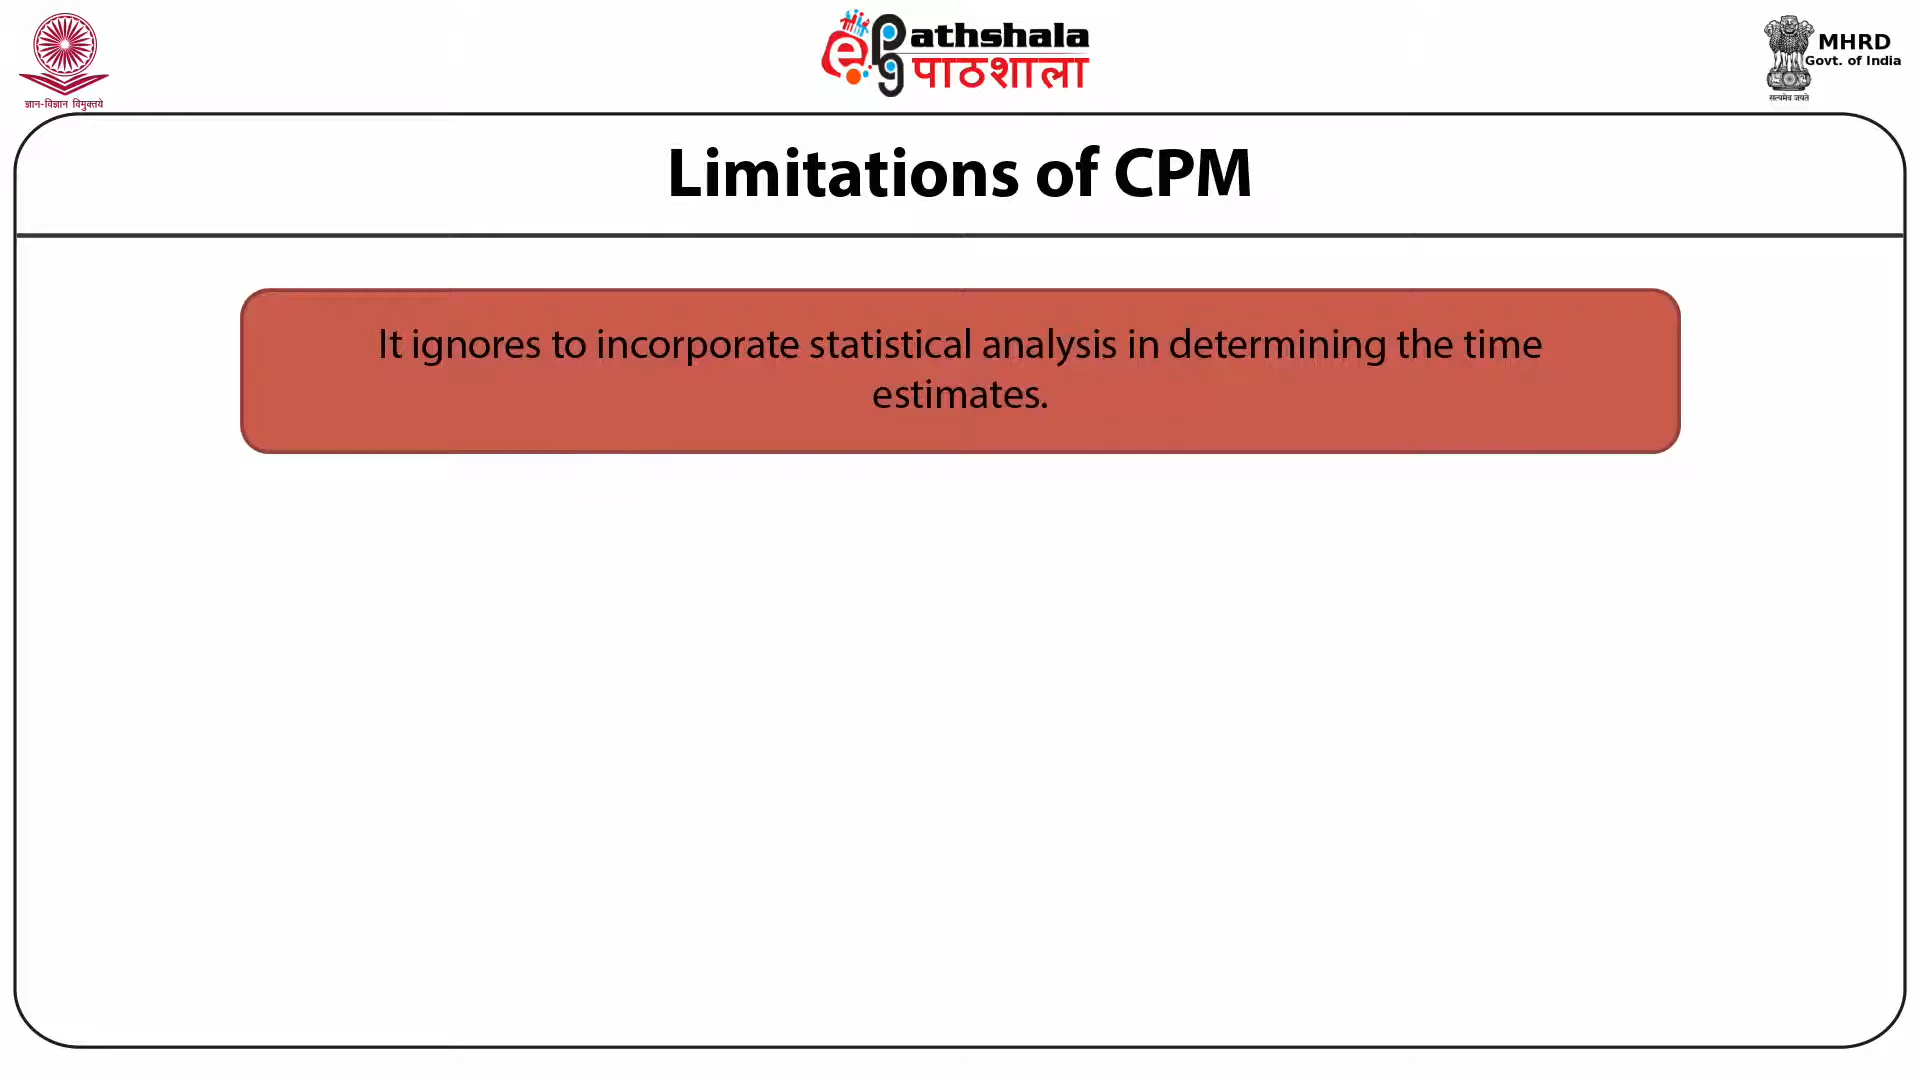 ज्ञान-विज्ञान विमुक्तये
ePG athshala
पाठशाला
MHRD
Govt. of India
सत्यमेव जयते
Limitations of CPM
It ignores to incorporate statistical analysis in determining the time
estimates.